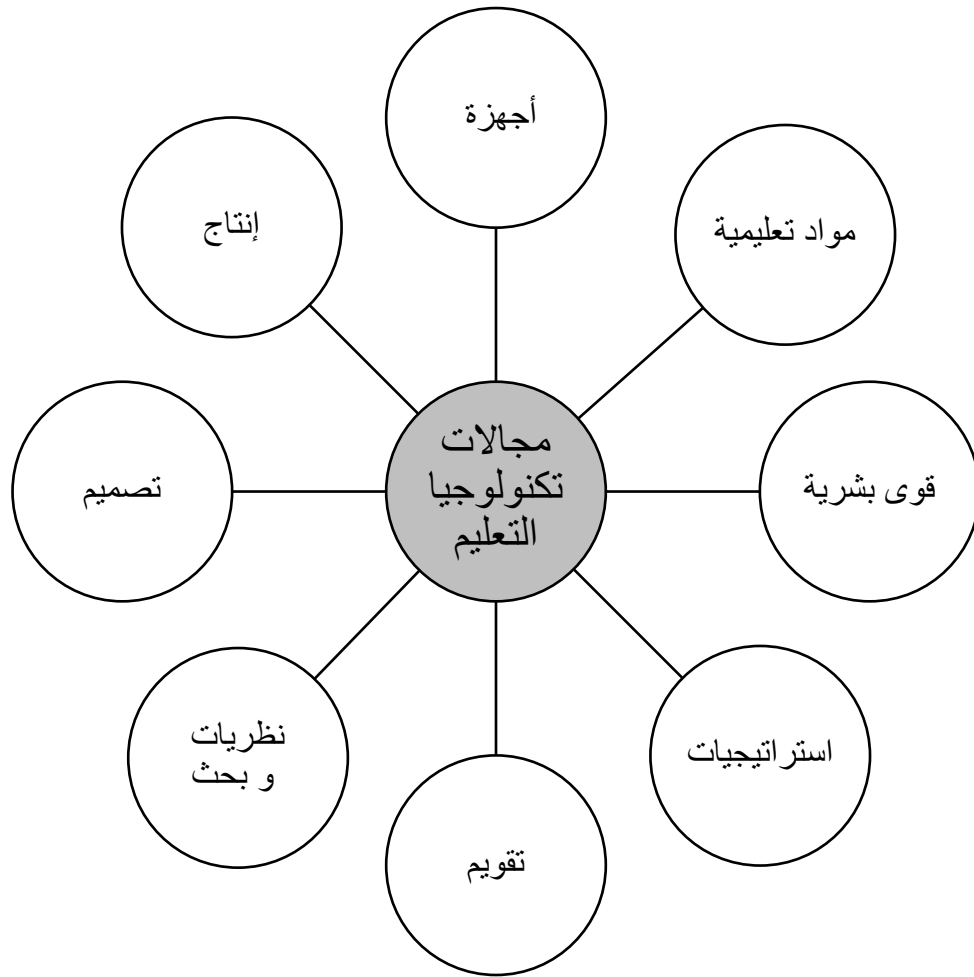 أجهزة
مواد تعليمية
إنتاج
مجالات
تكنولوجيا
التعليم
قوى بشرية
تصميم
نظريات
و بحث
استراتيجيات
تقويم